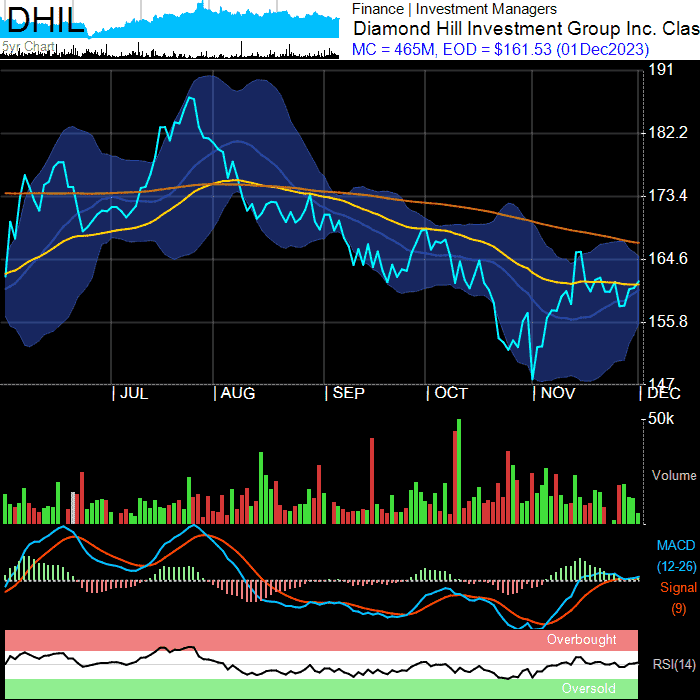 DHIL
5yr Chart
Finance | Investment Managers
Diamond Hill Investment Group Inc. Clas
MC = 465M, EOD = $161.53 (01Dec2023)
191
182.2
173.4
164.6
155.8
147
JUL
AUG
SEP
OCT
NOV
DEC
50k
Volume
MACD
(12-26)
Signal
(9)
Overbought
RSI(14)
Oversold